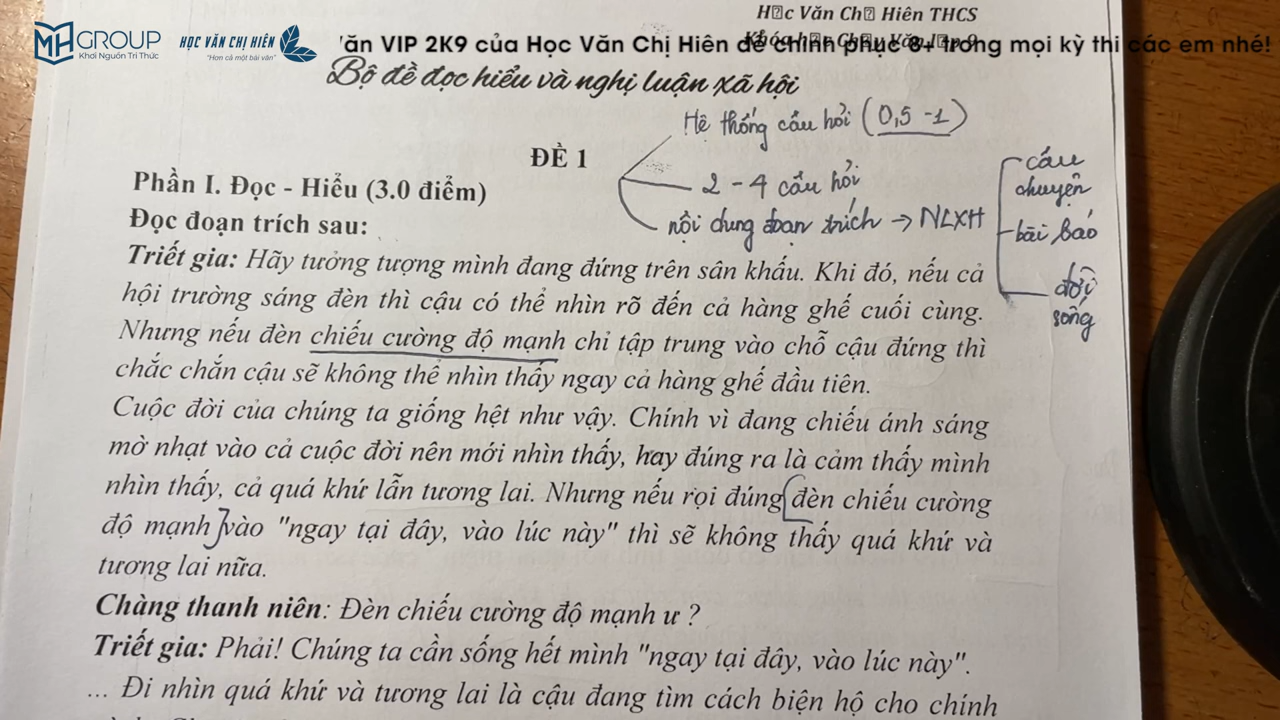 MH GROUP
Khơi Nguồn Tri Thức
HỌC VĂN CHỊ HIÊN
"Hơn cả một bài văn"
Văn VIP 2K9 của Học Văn Chị Hiên để chinh phục 8+ trong mọi kỳ thi các em nhé!
H□c Văn Ch□ Hiên THCS
Bộ đề đọc hiểu và nghị luận xã hội
Hệ thống câu hỏi (0,5 - 1)
ĐỀ 1
2 - 4 câu hỏi
nội dung đoạn trích → NLXH
câu
chuyện
bài báo
đời
sống
Phần I. Đọc - Hiểu (3.0 điểm)
Đọc đoạn trích sau:
Triết gia: Hãy tưởng tượng mình đang đứng trên sân khấu. Khi đó, nếu cả
hội trường sáng đèn thì cậu có thể nhìn rõ đến cả hàng ghế cuối cùng.
Nhưng nếu đèn chiếu cường độ mạnh chỉ tập trung vào chỗ cậu đứng thì
chắc chắn cậu sẽ không thể nhìn thấy ngay cả hàng ghế đầu tiên.
Cuộc đời của chúng ta giống hệt như vậy. Chính vì đang chiếu ánh sáng
mờ nhạt vào cả cuộc đời nên mới nhìn thấy, hay đúng ra là cảm thấy mình
nhìn thấy, cả quá khứ lẫn tương lai. Nhưng nếu rọi đúng đèn chiếu cường
độ mạnh vào "ngay tại đây, vào lúc này" thì sẽ không thấy quá khứ và
tương lai nữa.
Chàng thanh niên: Đèn chiếu cường độ mạnh ư ?
Triết gia: Phải! Chúng ta cần sống hết mình "ngay tại đây, vào lúc này".
... Đi nhìn quá khứ và tương lai là cậu đang tìm cách biện hộ cho chính